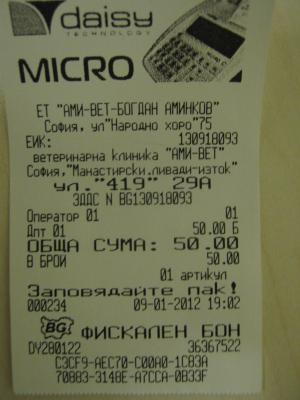 daisy
TECHNOLOGY
MICRO
ЕТ "АМИ-ВЕТ-БОГДАН АМИНКОВ"
София, ул"Народно хоро"75
ЕИК: 130918093
ветеринарна клиника "АМИ-ВЕТ"
София,"Манастирски.ливади-изток"
ул."419" 29А
ЗДДС N BG130918093
Оператор 01 01
Дпт 01 50.00 Б
ОБЩА СУМА: 50.00
В БРОИ 50.00
01 артикул
Заповядайте пак!
000234 09-01-2012 19:02
BG ФИСКАЛЕН БОН
DY280122 36367522
C3CF9-AEC70-C00A0-1C83A
70883-3148E-A7CCA-0B33F